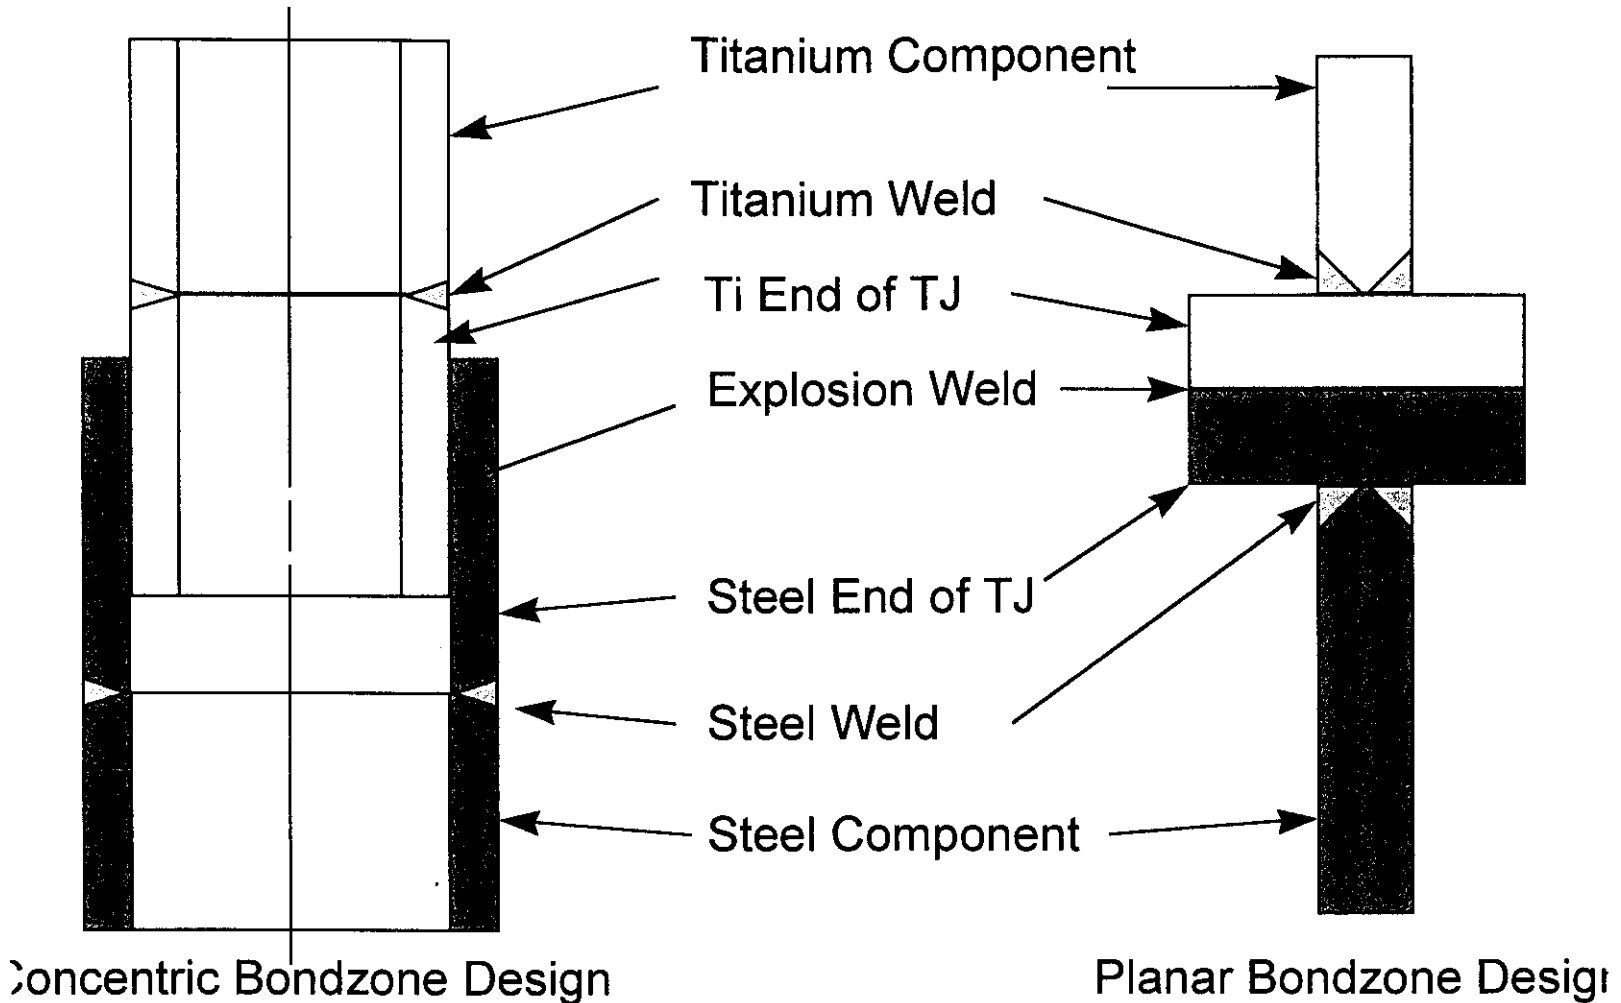 Titanium Component
Titanium Weld
Ti End of TJ
Explosion Weld
Steel End of TJ
Steel Weld
Steel Component
Concentric Bondzone Design
Planar Bondzone Design